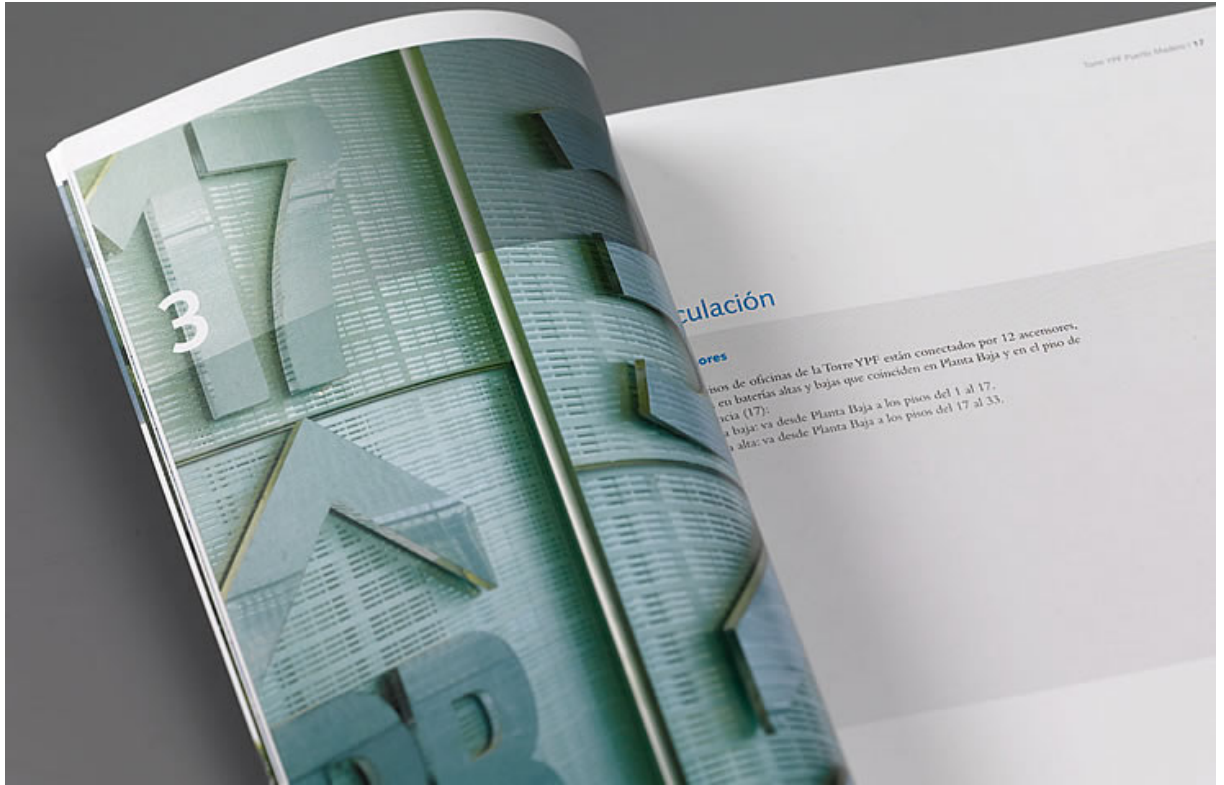 17
3
PB
Torre YPF Puerto Madero | 17
culación
ores
isos de oficinas de la Torre YPF están conectados por 12 ascensores,
en baterías altas y bajas que coinciden en Planta Baja y en el piso de
ncia (17):
a baja: va desde Planta Baja a los pisos del 1 al 17.
a alta: va desde Planta Baja a los pisos del 17 al 33.